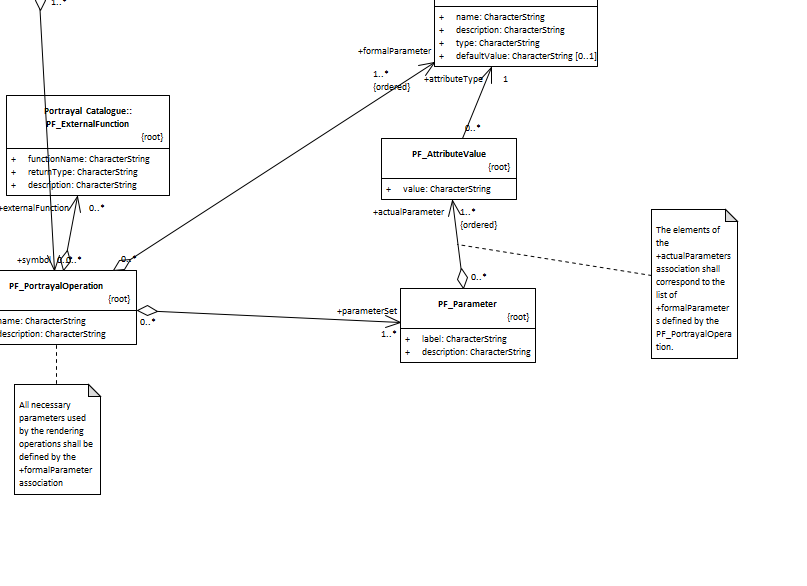 1..*
+ name: CharacterString
+ description: CharacterString
+ type: CharacterString
+ defaultValue: CharacterString [0..1]
+formalParameter
1..*
{ordered}
+attributeType
1
Portrayal Catalogue::
PF_ExternalFunction
{root}
+ functionName: CharacterString
+ returnType: CharacterString
+ description: CharacterString
0..*
PF_AttributeValue
{root}
+ value: CharacterString
+externalFunction
0..*
+actualParameter
1..*
{ordered}
The elements of
the
+actualParameters
association shall
correspond to the
list of
+formalParameter
s defined by the
PF_PortrayalOpera
tion.
+symbol
0..*
0..*
PF_PortrayalOperation
{root}
name: CharacterString
description: CharacterString
0..*
+parameterSet
1..*
0..*
PF_Parameter
{root}
+ label: CharacterString
+ description: CharacterString
All necessary
parameters used
by the rendering
operations shall be
defined by the
+formalParameter
association